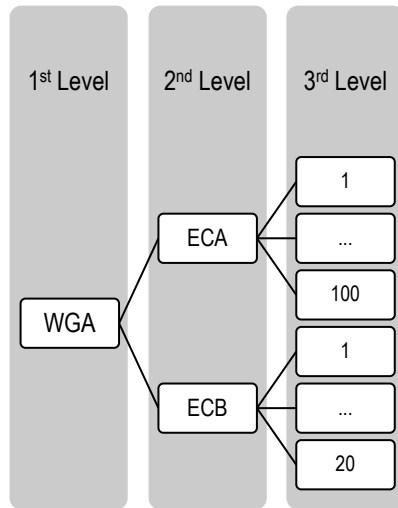 1st Level
2nd Level
3rd Level
1
ECA
...
100
WGA
1
ECB
...
20